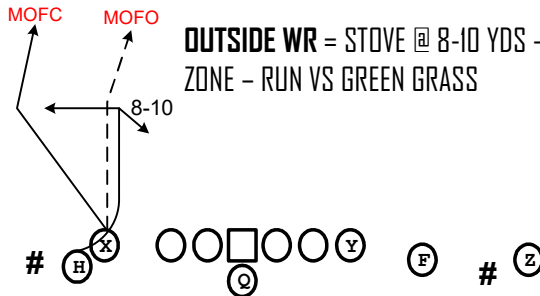 MOFC MOFO
OUTSIDE WR = STOVE @ 8-10 YDS -
ZONE – RUN VS GREEN GRASS
8-10
# H X Y F # Z
Q